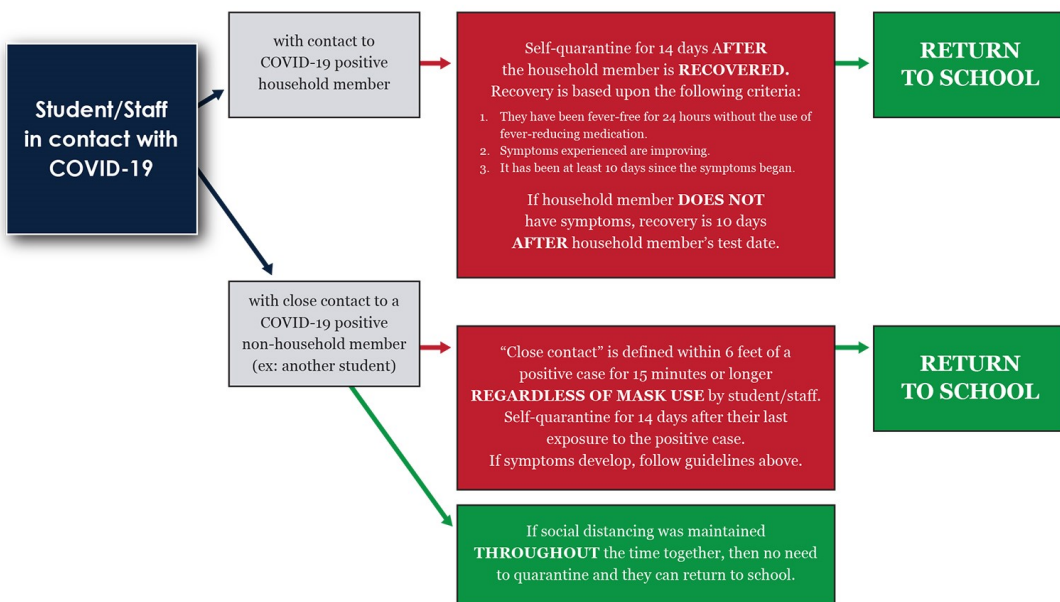 Student/Staff
in contact with
COVID-19
with contact to
COVID-19 positive
household member
Self-quarantine for 14 days AFTER
the household member is RECOVERED.
Recovery is based upon the following criteria:
1. They have been fever-free for 24 hours without the use of
fever-reducing medication.
2. Symptoms experienced are improving.
3. It has been at least 10 days since the symptoms began.
If household member DOES NOT
have symptoms, recovery is 10 days
AFTER household member's test date.
RETURN
TO SCHOOL
with close contact to a
COVID-19 positive
non-household member
(ex: another student)
“Close contact” is defined within 6 feet of a
positive case for 15 minutes or longer
REGARDLESS OF MASK USE by student/staff.
Self-quarantine for 14 days after their last
exposure to the positive case.
If symptoms develop, follow guidelines above.
RETURN
TO SCHOOL
If social distancing was maintained
THROUGHOUT the time together, then no need
to quarantine and they can return to school.